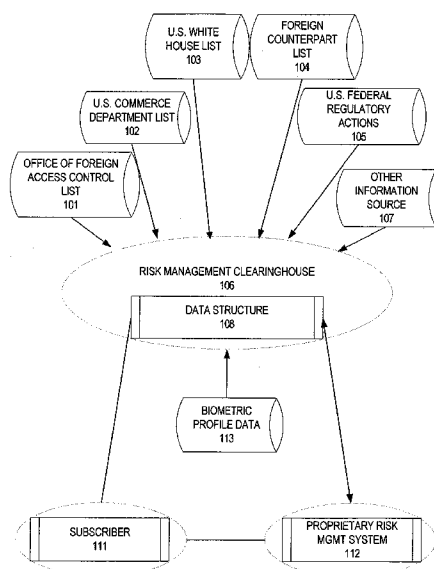 U.S. WHITE
HOUSE LIST
103
FOREIGN
COUNTERPART
LIST
104
U.S. COMMERCE
DEPARTMENT LIST
102
U.S. FEDERAL
REGULATORY
ACTIONS
105
OFFICE OF FOREIGN
ACCESS CONTROL
LIST
101
OTHER
INFORMATION
SOURCE
107
RISK MANAGEMENT CLEARINGHOUSE
106
DATA STRUCTURE
108
BIOMETRIC
PROFILE DATA
113
SUBSCRIBER
111
PROPRIETARY RISK
MGMT SYSTEM
112